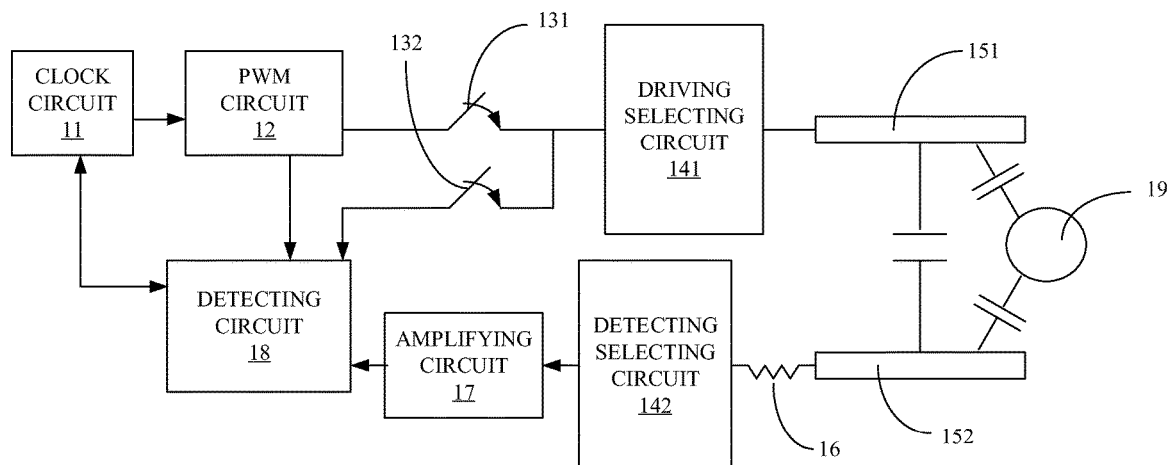 131
151
132
CLOCK
CIRCUIT
11
PWM
CIRCUIT
12
DRIVING
SELECTING
CIRCUIT
141
19
DETECTING
CIRCUIT
18
AMPLIFYING
CIRCUIT
17
DETECTING
SELECTING
CIRCUIT
142
16
152